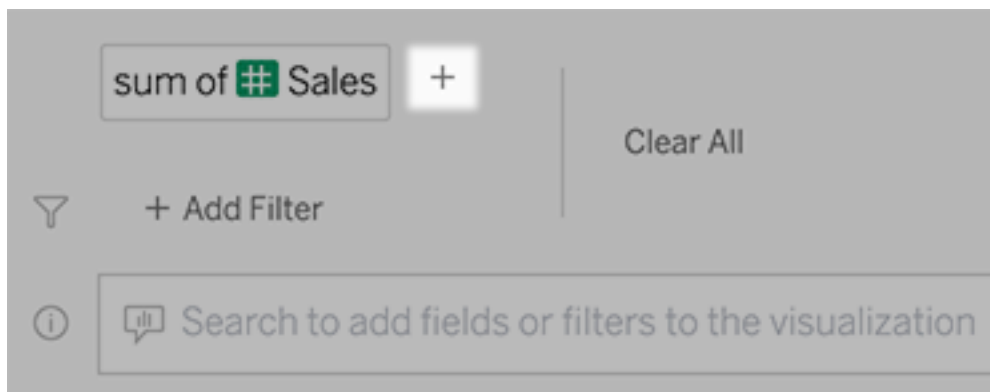 sum of # Sales +
Clear All
+ Add Filter
Search to add fields or filters to the visualization